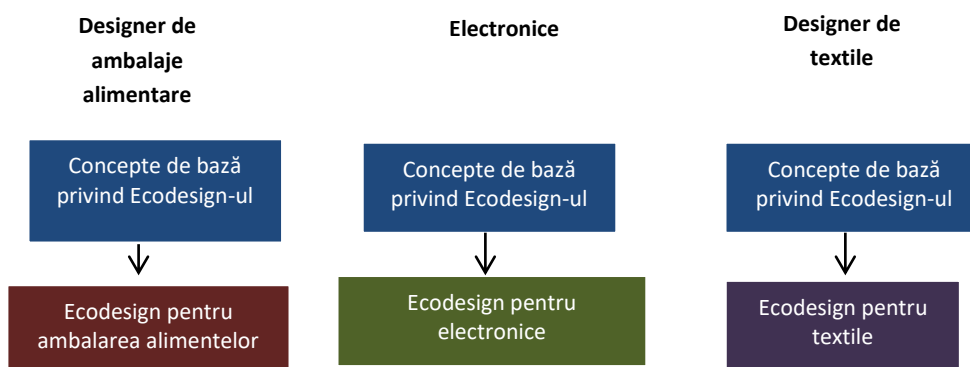 Designer de
ambalaje
alimentare
Electronice
Designer de
textile
Concepte de bază
privind Ecodesign-ul
Concepte de bază
privind Ecodesign-ul
Concepte de bază
privind Ecodesign-ul
Ecodesign pentru
ambalarea alimentelor
Ecodesign pentru
electronice
Ecodesign pentru
textile